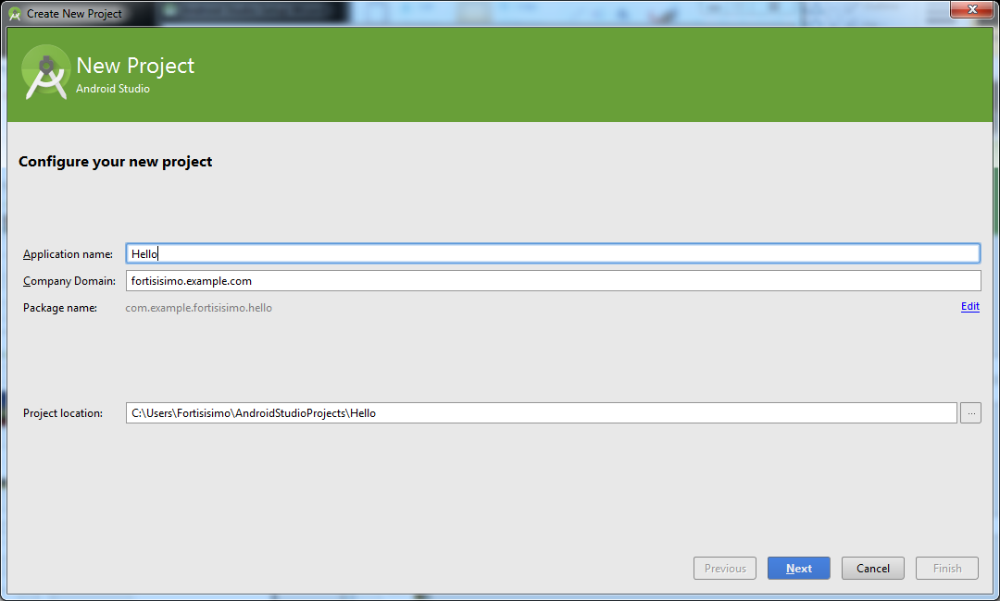 Create New Project
New Project
Android Studio
Configure your new project
Application name: Hello
Company Domain: fortisisimo.example.com
Package name: com.example.fortisisimo.hello Edit
Project location: C:\Users\Fortisisimo\AndroidStudioProjects\Hello ...
Previous Next Cancel Finish